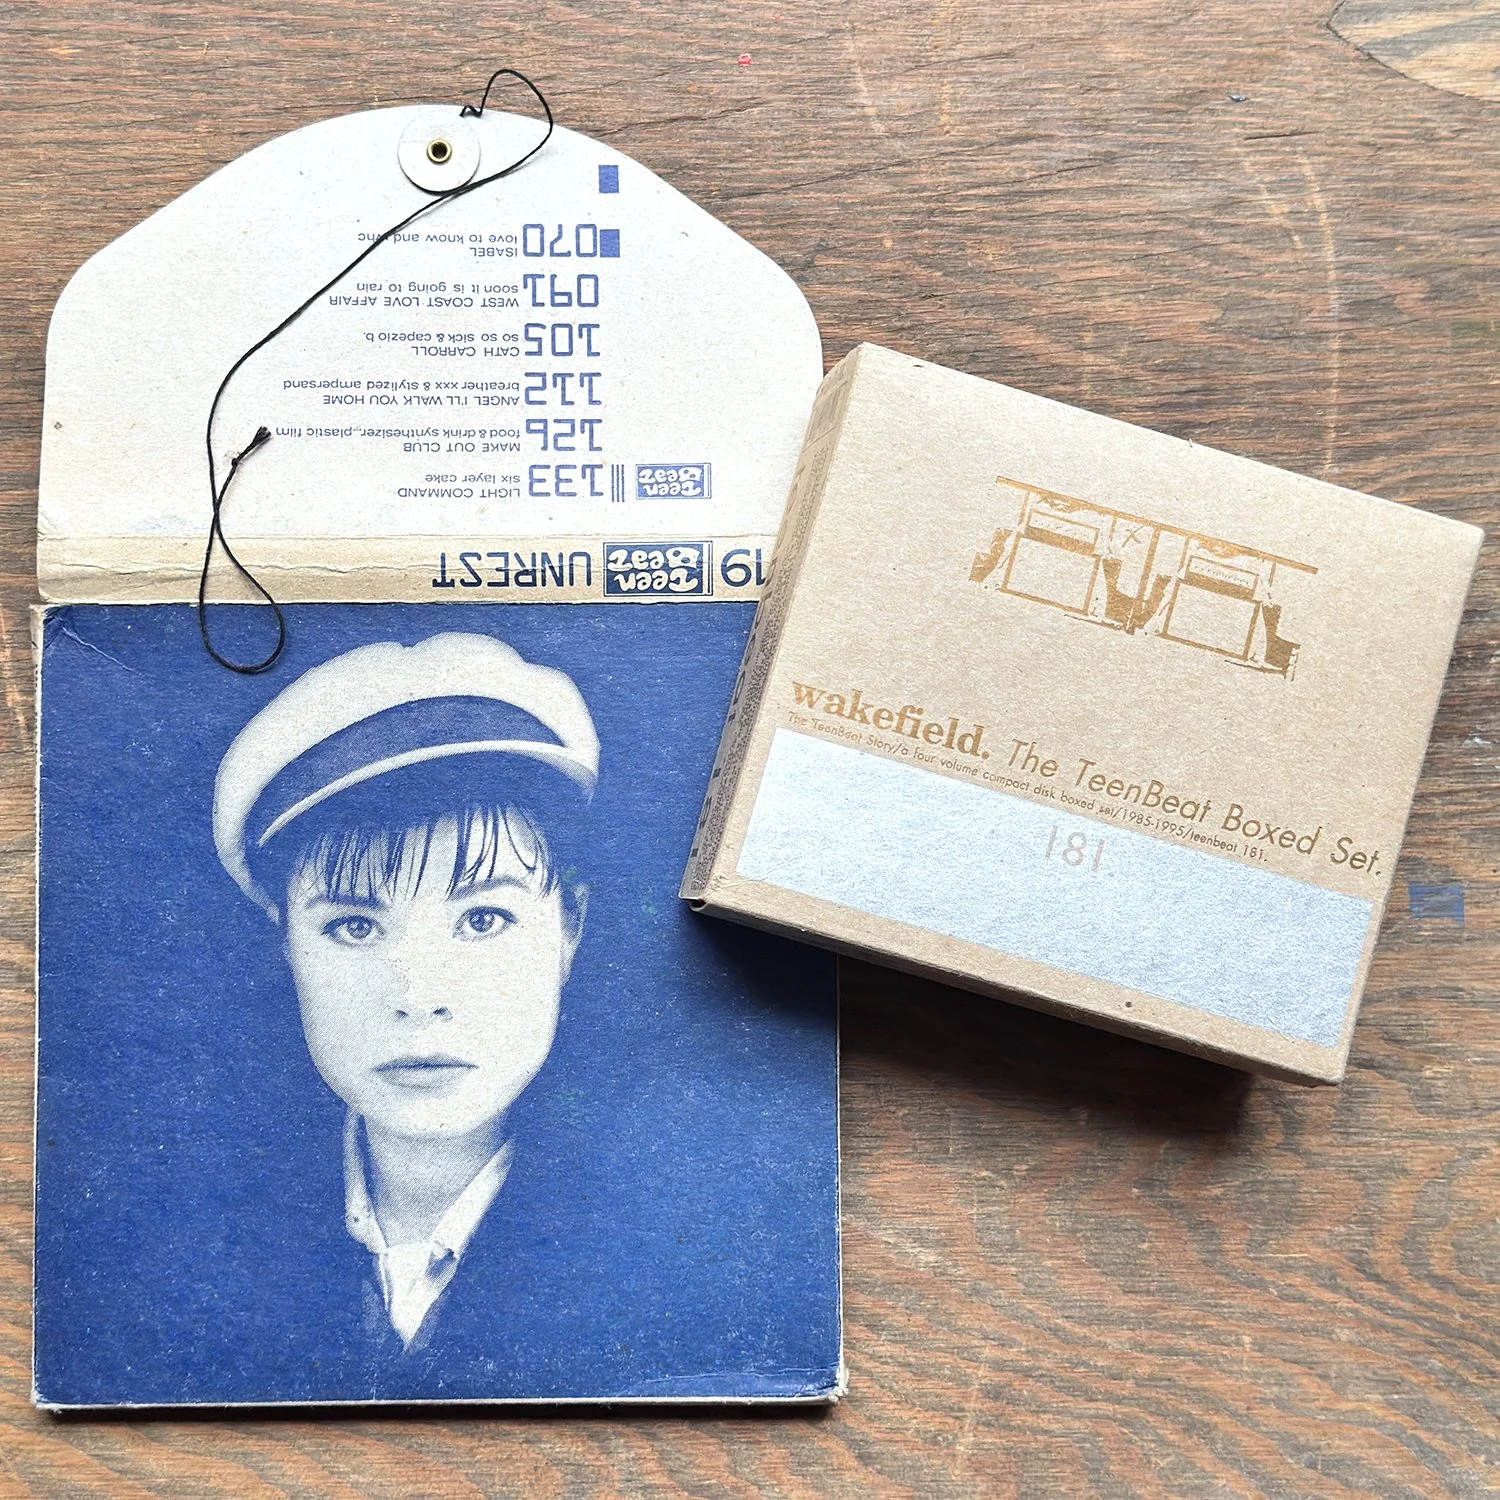 133 LIGHT COMMAND
six layer cake
126 MAKE OUT CLUB
food & drink synthesizer...plastic film
112 ANGEL I'LL WALK YOU HOME
breather xxx & stylized ampersand
105 CATH CARROLL
so so sick & capezio b.
091 WEST COAST LOVE AFFAIR
soon it is going to rain
070 ISABEL
love to know and
Teen Beat
19 Teen Beat UNREST
wakefield. The TeenBeat Boxed Set.
The TeenBeat Story/a four volume compact disk boxed set/1985-1995/teenbeat 181.
181